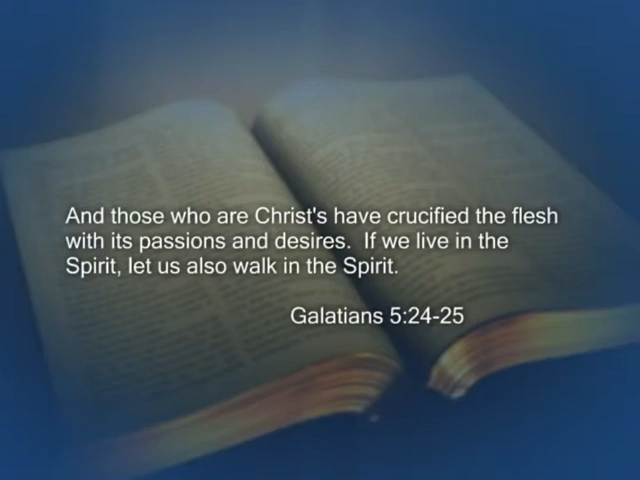 And those who are Christ's have crucified the flesh
with its passions and desires.  If we live in the
Spirit, let us also walk in the Spirit.
Galatians 5:24-25